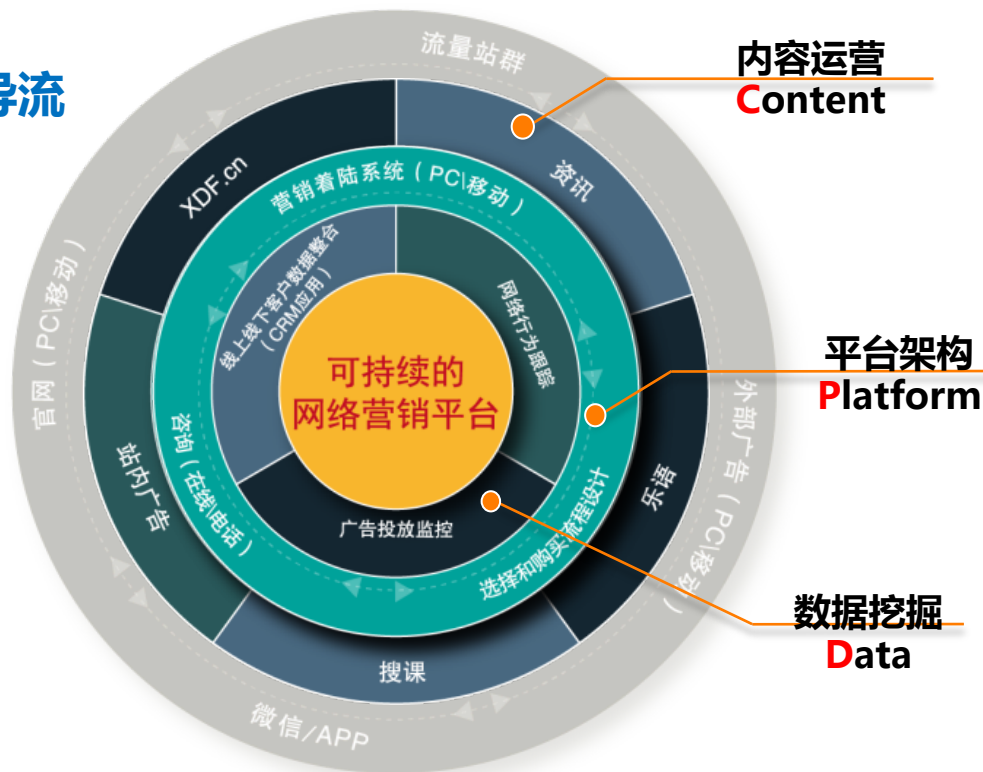 导流
流量站群
内容运营
Content
XDF.cn
资讯
营销着陆系统（PC\移动）
线上线下客户数据整合
（CRM应用）
网络行为跟踪
官网（PC\移动）
可持续的
网络营销平台
平台架构
Platform
外部广告（PC\移动）
站内广告
咨询（在线\电话）
乐语
广告投放监控
选择和购买流程设计
数据挖掘
Data
搜课
微信/APP